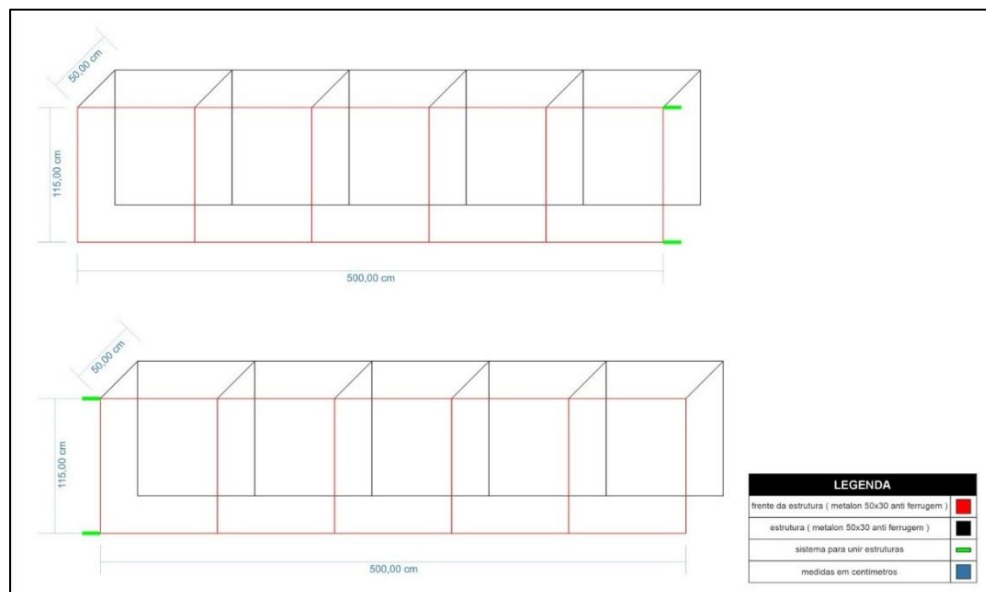 50,00 cm
115,00 cm
500,00 cm
50,00 cm
115,00 cm
500,00 cm
LEGENDA
frente da estrutura ( metalon 50x30 anti ferrugem )
estrutura ( metalon 50x30 anti ferrugem )
sistema para unir estruturas
medidas em centímetros